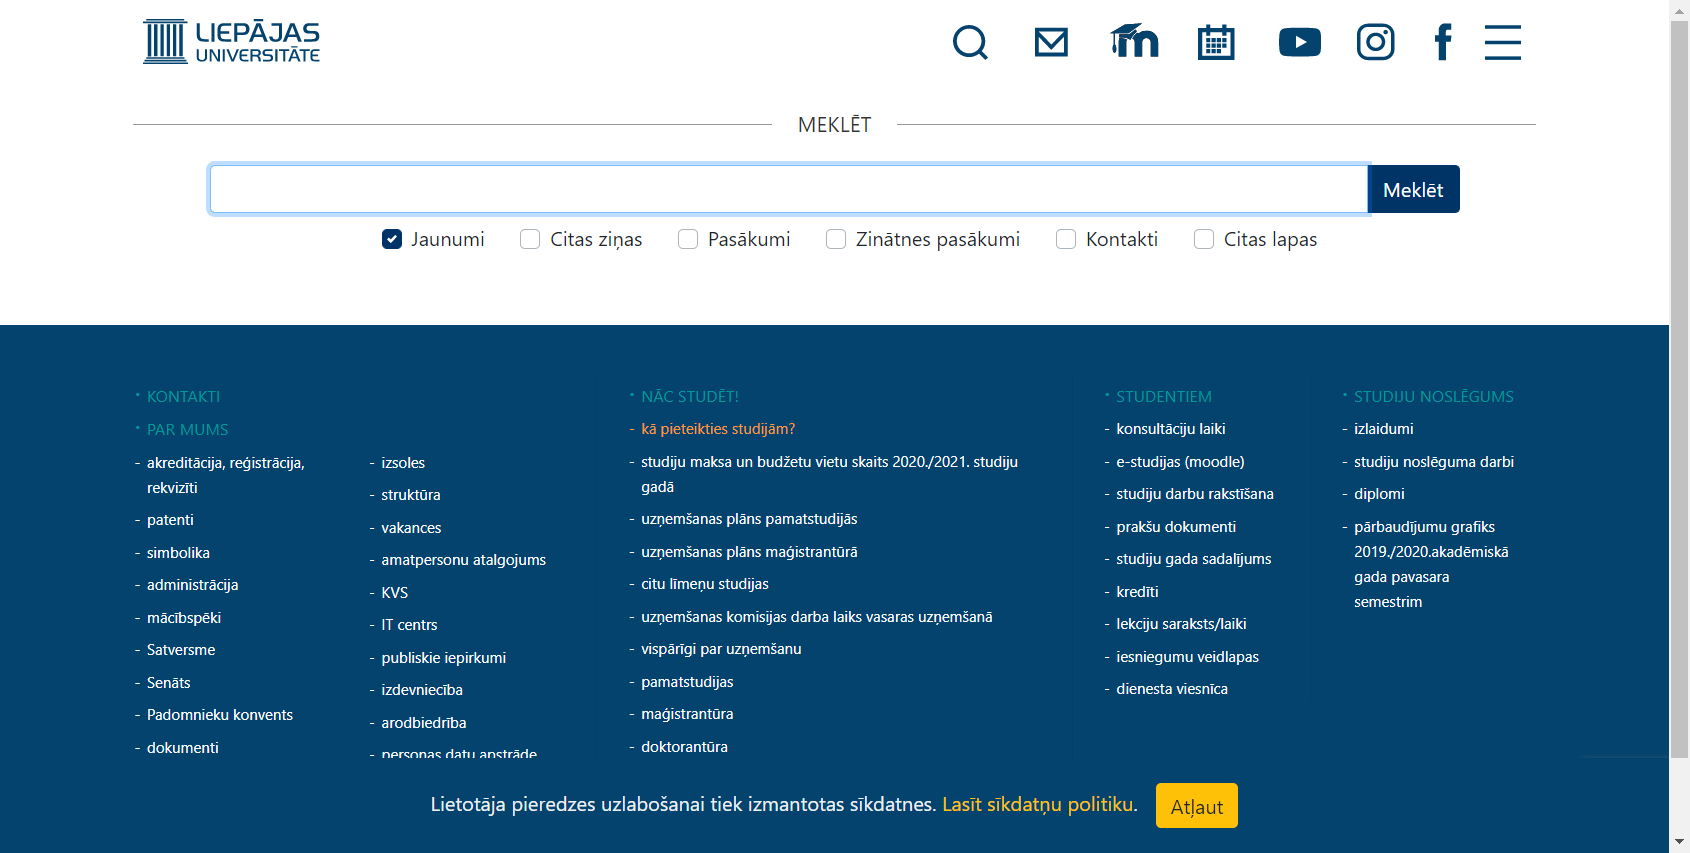 LIEPĀJAS
UNIVERSITĀTE
MEKLĒT
Meklēt
Jaunumi
Citas ziņas
Pasākumi
Zinātnes pasākumi
Kontakti
Citas lapas
KONTAKTI
PAR MUMS
- akreditācija, reģistrācija,
rekvizīti
- patenti
- simbolika
- administrācija
- mācībspēki
- Satversme
- Senāts
- Padomnieku konvents
- dokumenti
- izsoles
- struktūra
- vakances
- amatpersonu atalgojums
- KVS
- IT centrs
- publiskie iepirkumi
- izdevniecība
- arodbiedrība
- personas datu apstrāde
NĀC STUDĒT!
- kā pieteikties studijām?
- studiju maksa un budžetu vietu skaits 2020./2021. studiju
gadā
- uzņemšanas plāns pamatstudijās
- uzņemšanas plāns maģistrantūrā
- citu līmeņu studijas
- uzņemšanas komisijas darba laiks vasaras uzņemšanā
- vispārīgi par uzņemšanu
- pamatstudijas
- maģistrantūra
- doktorantūra
STUDENTIEM
- konsultāciju laiki
- e-studijas (moodle)
- studiju darbu rakstīšana
- prakšu dokumenti
- studiju gada sadalījums
- kredīti
- lekciju saraksts/laiki
- iesniegumu veidlapas
- dienesta viesnīca
STUDIJU NOSLĒGUMS
- izlaidumi
- studiju noslēguma darbi
- diplomi
- pārbaudījumu grafiks
2019./2020.akadēmiskā
gada pavasara
semestrim
Lietotāja pieredzes uzlabošanai tiek izmantotas sīkdatnes. Lasīt sīkdatņu politiku.
Atļaut